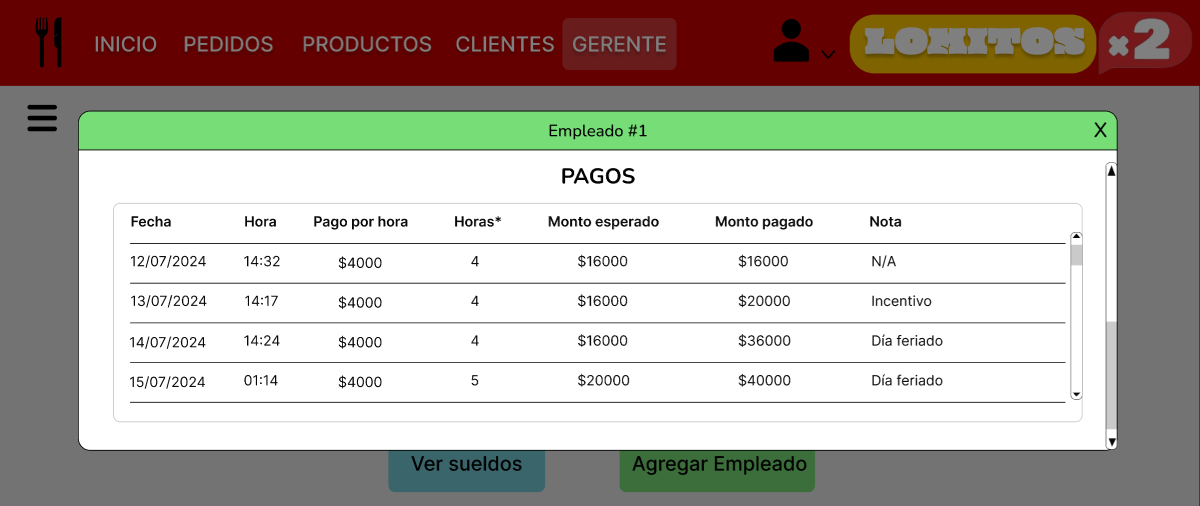 INICIO PEDIDOS PRODUCTOS CLIENTES GERENTE LOMITOS x2
Empleado #1 X
PAGOS
Fecha Hora Pago por hora Horas* Monto esperado Monto pagado Nota
12/07/2024 14:32 $4000 4 $16000 $16000 N/A
13/07/2024 14:17 $4000 4 $16000 $20000 Incentivo
14/07/2024 14:24 $4000 4 $16000 $36000 Día feriado
15/07/2024 01:14 $4000 5 $20000 $40000 Día feriado
Ver sueldos Agregar Empleado